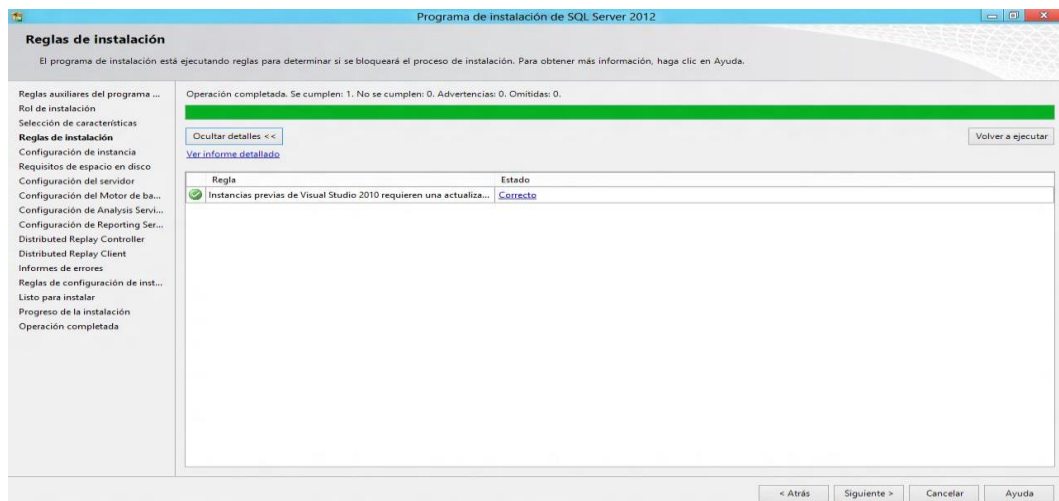 Programa de instalación de SQL Server 2012
Reglas de instalación
El programa de instalación está ejecutando reglas para determinar si se bloqueará el proceso de instalación. Para obtener más información, haga clic en Ayuda.
Reglas auxiliares del programa ...
Rol de instalación
Selección de características
Reglas de instalación
Configuración de instancia
Requisitos de espacio en disco
Configuración del servidor
Configuración del Motor de ba...
Configuración de Analysis Servi...
Configuración de Reporting Ser...
Distributed Replay Controller
Distributed Replay Client
Informes de errores
Reglas de configuración de inst...
Listo para instalar
Progreso de la instalación
Operación completada
Operación completada. Se cumplen: 1. No se cumplen: 0. Advertencias: 0. Omitidas: 0.
Ocultar detalles <<
Volver a ejecutar
Ver informe detallado
Regla Estado
Instancias previas de Visual Studio 2010 requieren una actualiza... Correcto
< Atrás Siguiente > Cancelar Ayuda